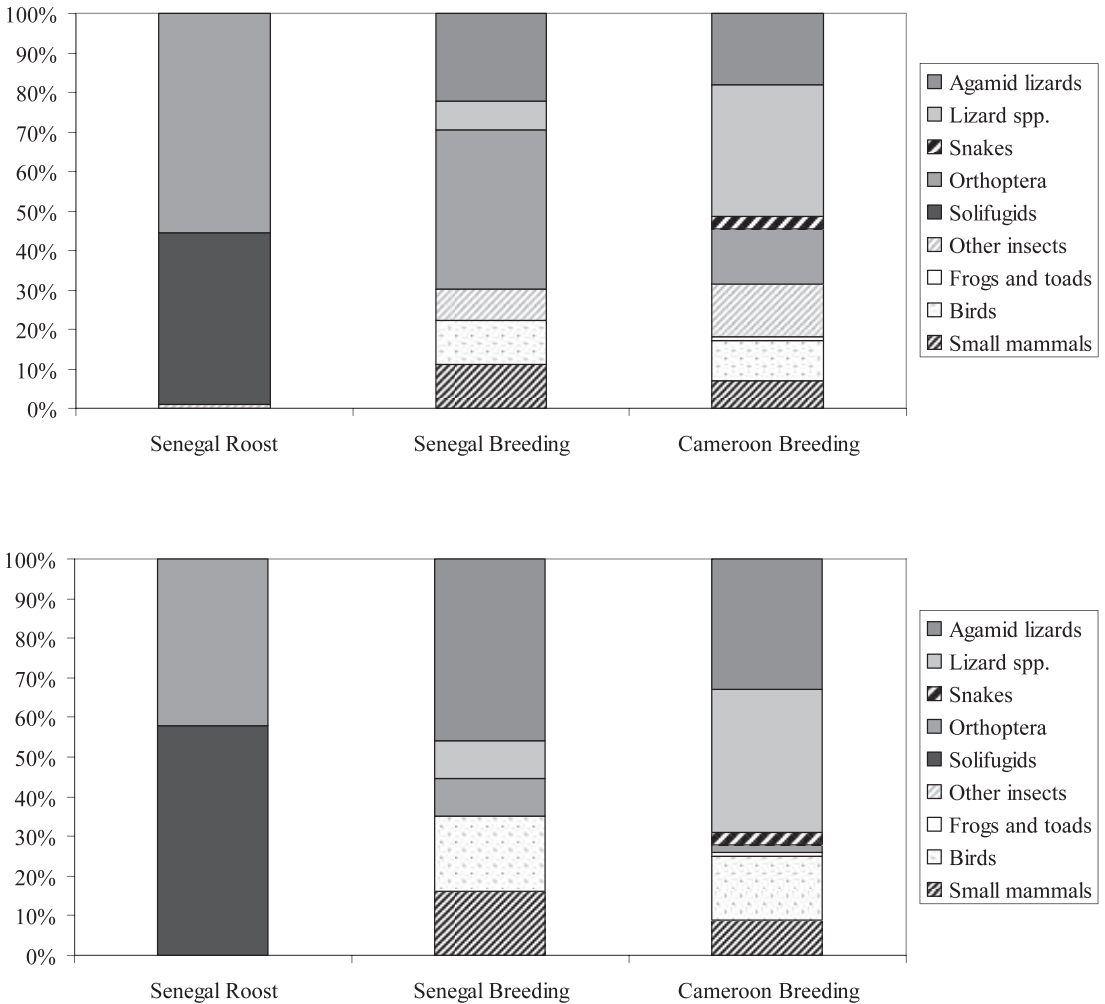 100%
90%
80%
70%
60%
50%
40%
30%
20%
10%
0%
Senegal Roost Senegal Breeding Cameroon Breeding
Agamid lizards
Lizard spp.
Snakes
Orthoptera
Solifugids
Other insects
Frogs and toads
Birds
Small mammals
100%
90%
80%
70%
60%
50%
40%
30%
20%
10%
0%
Senegal Roost Senegal Breeding Cameroon Breeding
Agamid lizards
Lizard spp.
Snakes
Orthoptera
Solifugids
Other insects
Frogs and toads
Birds
Small mammals